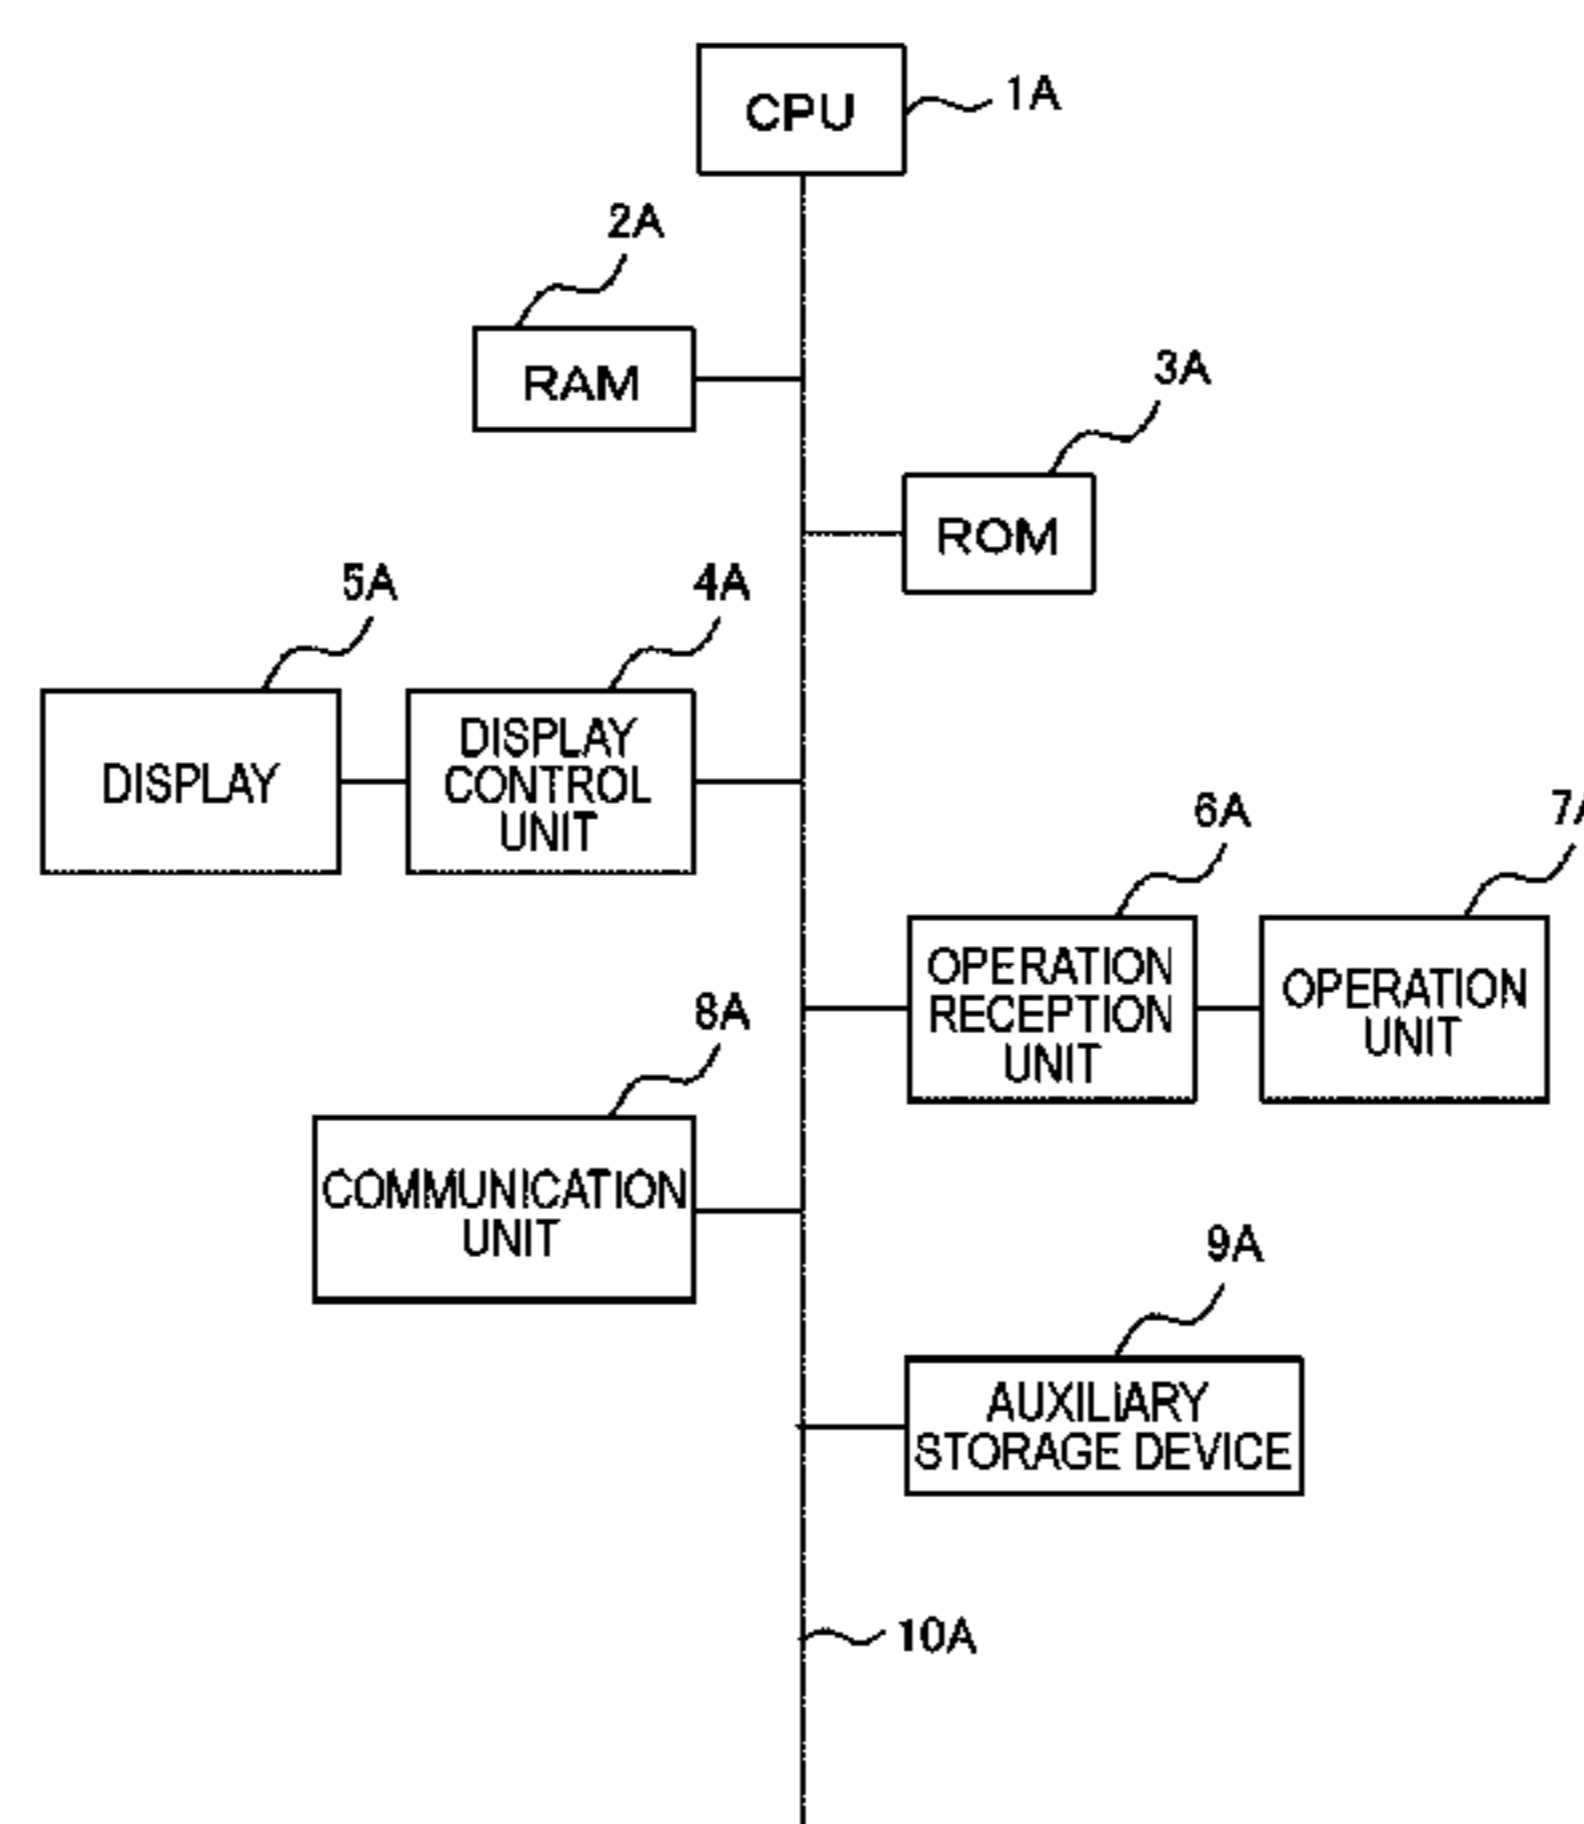 CPU
1A
2A
RAM
3A
ROM
5A
4A
DISPLAY
DISPLAY
CONTROL
UNIT
6A
7A
OPERATION
RECEPTION
UNIT
OPERATION
UNIT
8A
COMMUNICATION
UNIT
9A
AUXILIARY
STORAGE DEVICE
10A